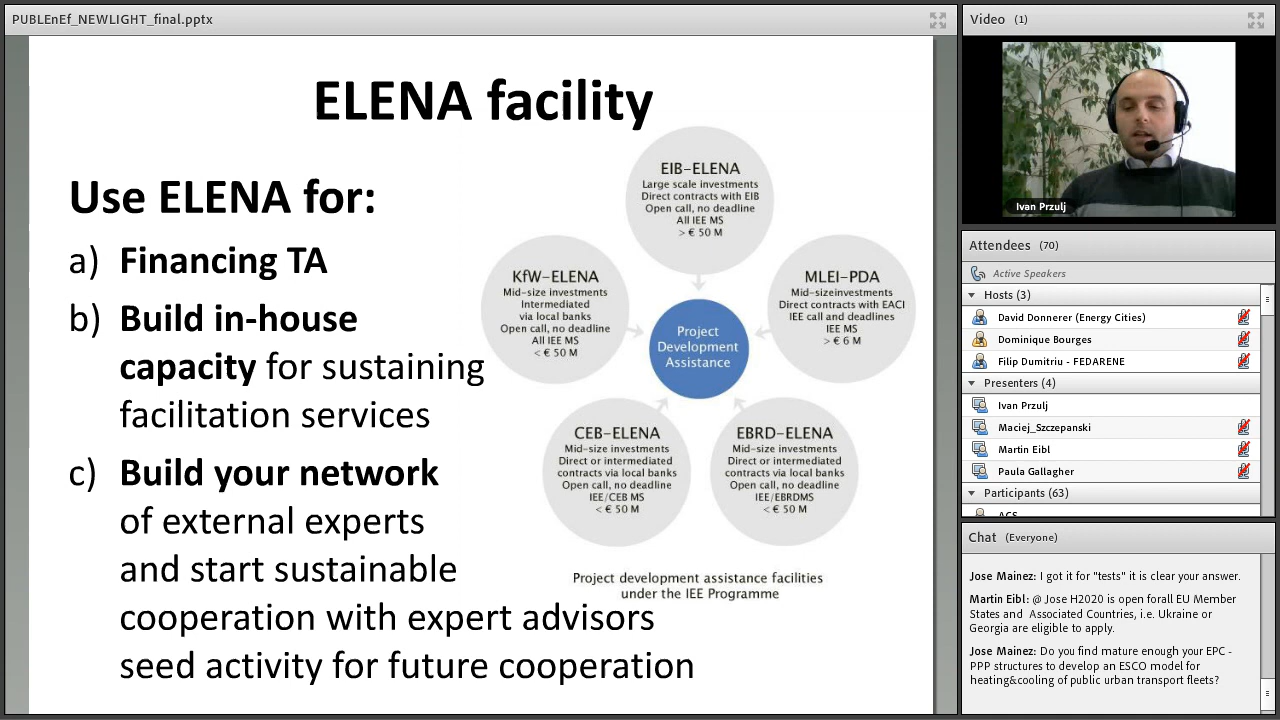 PUBLEnEf_NEWLIGHT_final.pptx
ELENA facility
Use ELENA for:
a) Financing TA
b) Build in-house
capacity for sustaining
facilitation services
c) Build your network
of external experts
and start sustainable
cooperation with expert advisors
seed activity for future cooperation
EIB-ELENA
Large scale investments
Direct contracts with EIB
Open call, no deadline
All IEE MS
> € 50 M
KfW-ELENA
Mid-size investments
Intermediated
via local banks
Open call, no deadline
All IEE MS
< € 50 M
MLEI-PDA
Mid-sizeinvestments
Direct contracts with EACI
IEE call and deadlines
IEE MS
> € 6 M
Project
Development
Assistance
CEB-ELENA
Mid-size investments
Direct or intermediated
contracts via local banks
Open call, no deadline
IEE/CEB MS
< € 50 M
EBRD-ELENA
Mid-size investments
Direct or intermediated
contracts via local banks
Open call, no deadline
IEE/EBRDMS
< € 50 M
Project development assistance facilities
under the IEE Programme
Video (1)
Ivan Przulj
Attendees (70)
Active Speakers
Hosts (3)
David Donnerer (Energy Cities)
Dominique Bourges
Filip Dumitriu - FEDARENE
Presenters (4)
Ivan Przulj
Maciej_Szczepanski
Martin Eibl
Paula Gallagher
Participants (63)
ACS
Chat (Everyone)
Jose Mainez: I got it for "tests" it is clear your answer.
Martin Eibl: @ Jose H2020 is open forall EU Member
States and Associated Countries, i.e. Ukraine or
Georgia are eligible to apply.
Jose Mainez: Do you find mature enough your EPC -
PPP structures to develop an ESCO model for
heating&cooling of public urban transport fleets?